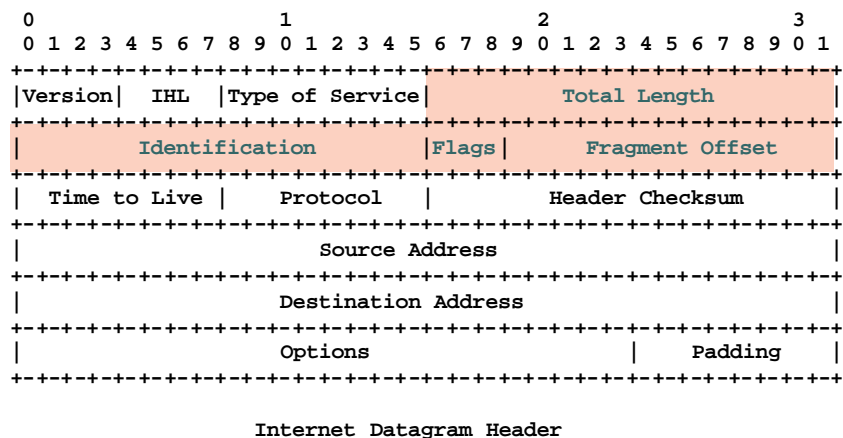 0                   1                   2                   3
0 1 2 3 4 5 6 7 8 9 0 1 2 3 4 5 6 7 8 9 0 1 2 3 4 5 6 7 8 9 0 1
+-+-+-+-+-+-+-+-+-+-+-+-+-+-+-+-+-+-+-+-+-+-+-+-+-+-+-+-+-+-+-+-+
|Version|  IHL  |Type of Service|          Total Length         |
+-+-+-+-+-+-+-+-+-+-+-+-+-+-+-+-+-+-+-+-+-+-+-+-+-+-+-+-+-+-+-+-+
|         Identification        |Flags|      Fragment Offset    |
+-+-+-+-+-+-+-+-+-+-+-+-+-+-+-+-+-+-+-+-+-+-+-+-+-+-+-+-+-+-+-+-+
|  Time to Live |    Protocol   |         Header Checksum       |
+-+-+-+-+-+-+-+-+-+-+-+-+-+-+-+-+-+-+-+-+-+-+-+-+-+-+-+-+-+-+-+-+
|                       Source Address                          |
+-+-+-+-+-+-+-+-+-+-+-+-+-+-+-+-+-+-+-+-+-+-+-+-+-+-+-+-+-+-+-+-+
|                    Destination Address                        |
+-+-+-+-+-+-+-+-+-+-+-+-+-+-+-+-+-+-+-+-+-+-+-+-+-+-+-+-+-+-+-+-+
|                    Options                    |    Padding    |
+-+-+-+-+-+-+-+-+-+-+-+-+-+-+-+-+-+-+-+-+-+-+-+-+-+-+-+-+-+-+-+-+
Internet Datagram Header